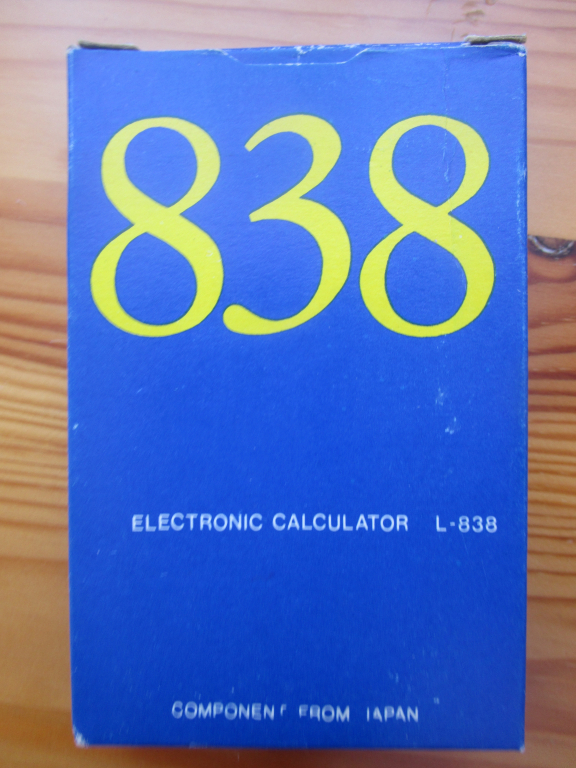 838
ELECTRONIC CALCULATOR L-838
COMPONENT FROM JAPAN